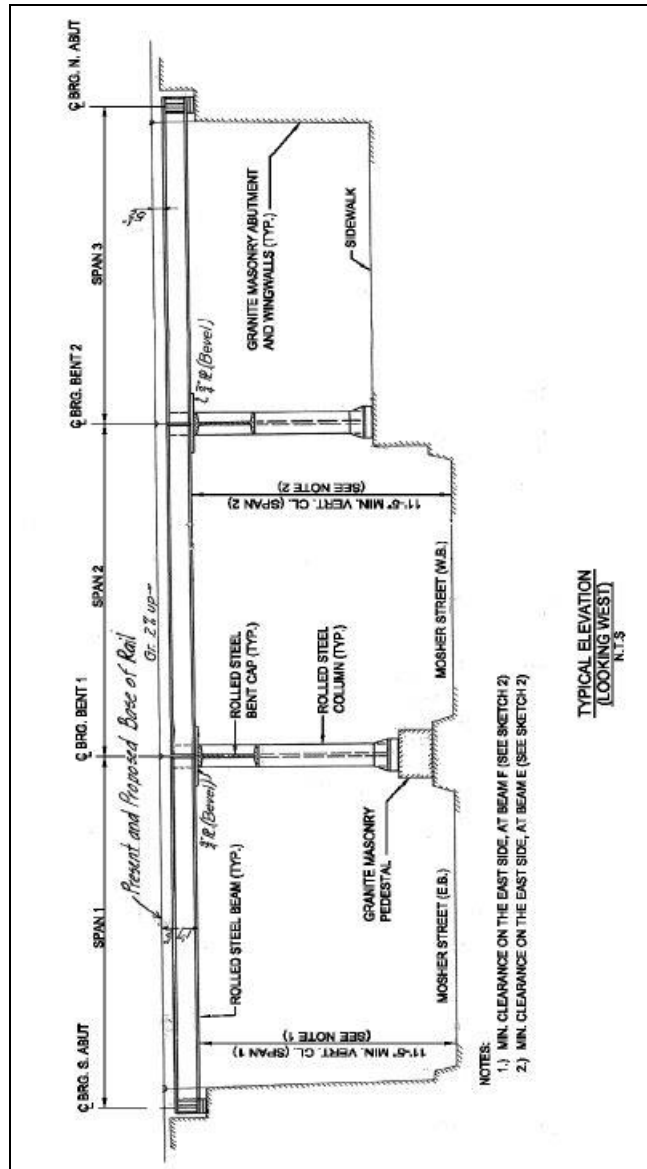 ℄ BRG. S. ABUT
℄ BRG. BENT 1
℄ BRG. BENT 2
℄ BRG. N. ABUT
SPAN 1
SPAN 2
SPAN 3
Present and Proposed Base of Rail
Gr. .2% up→
ROLLED STEEL BEAM (TYP.)
(Bevel)
ROLLED STEEL
BENT CAP (TYP.)
ROLLED STEEL
COLUMN (TYP.)
(Bevel)
GRANITE MASONRY ABUTMENT
AND WINGWALLS (TYP.)
SIDEWALK
11'-5" MIN. VERT. CL. (SPAN 1)
(SEE NOTE 1)
GRANITE MASONRY
PEDESTAL
11'-5" MIN. VERT. CL. (SPAN 2)
(SEE NOTE 2)
MOSHER STREET (E.B.)
MOSHER STREET (W.B.)
NOTES:
1.) MIN. CLEARANCE ON THE EAST SIDE, AT BEAM F (SEE SKETCH 2)
2.) MIN. CLEARANCE ON THE EAST SIDE, AT BEAM E (SEE SKETCH 2)
TYPICAL ELEVATION
(LOOKING WEST)
N.T.S